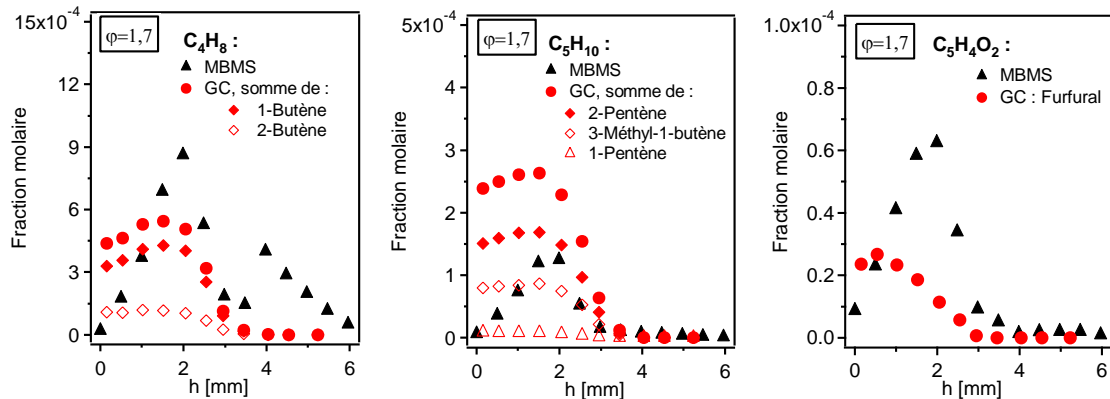 15x10-4
12
9
6
3
0
Fraction molaire
φ=1,7
C4H8 :
MBMS
GC, somme de :
1-Butène
2-Butène
0
2
4
6
h [mm]
5x10-4
4
3
2
1
0
Fraction molaire
φ=1,7
C5H10 :
MBMS
GC, somme de :
2-Pentène
3-Méthyl-1-butène
1-Pentène
0
2
4
6
h [mm]
1.0x10-4
0.8
0.6
0.4
0.2
0.0
Fraction molaire
φ=1,7
C5H4O2 :
MBMS
GC : Furfural
0
2
4
6
h [mm]